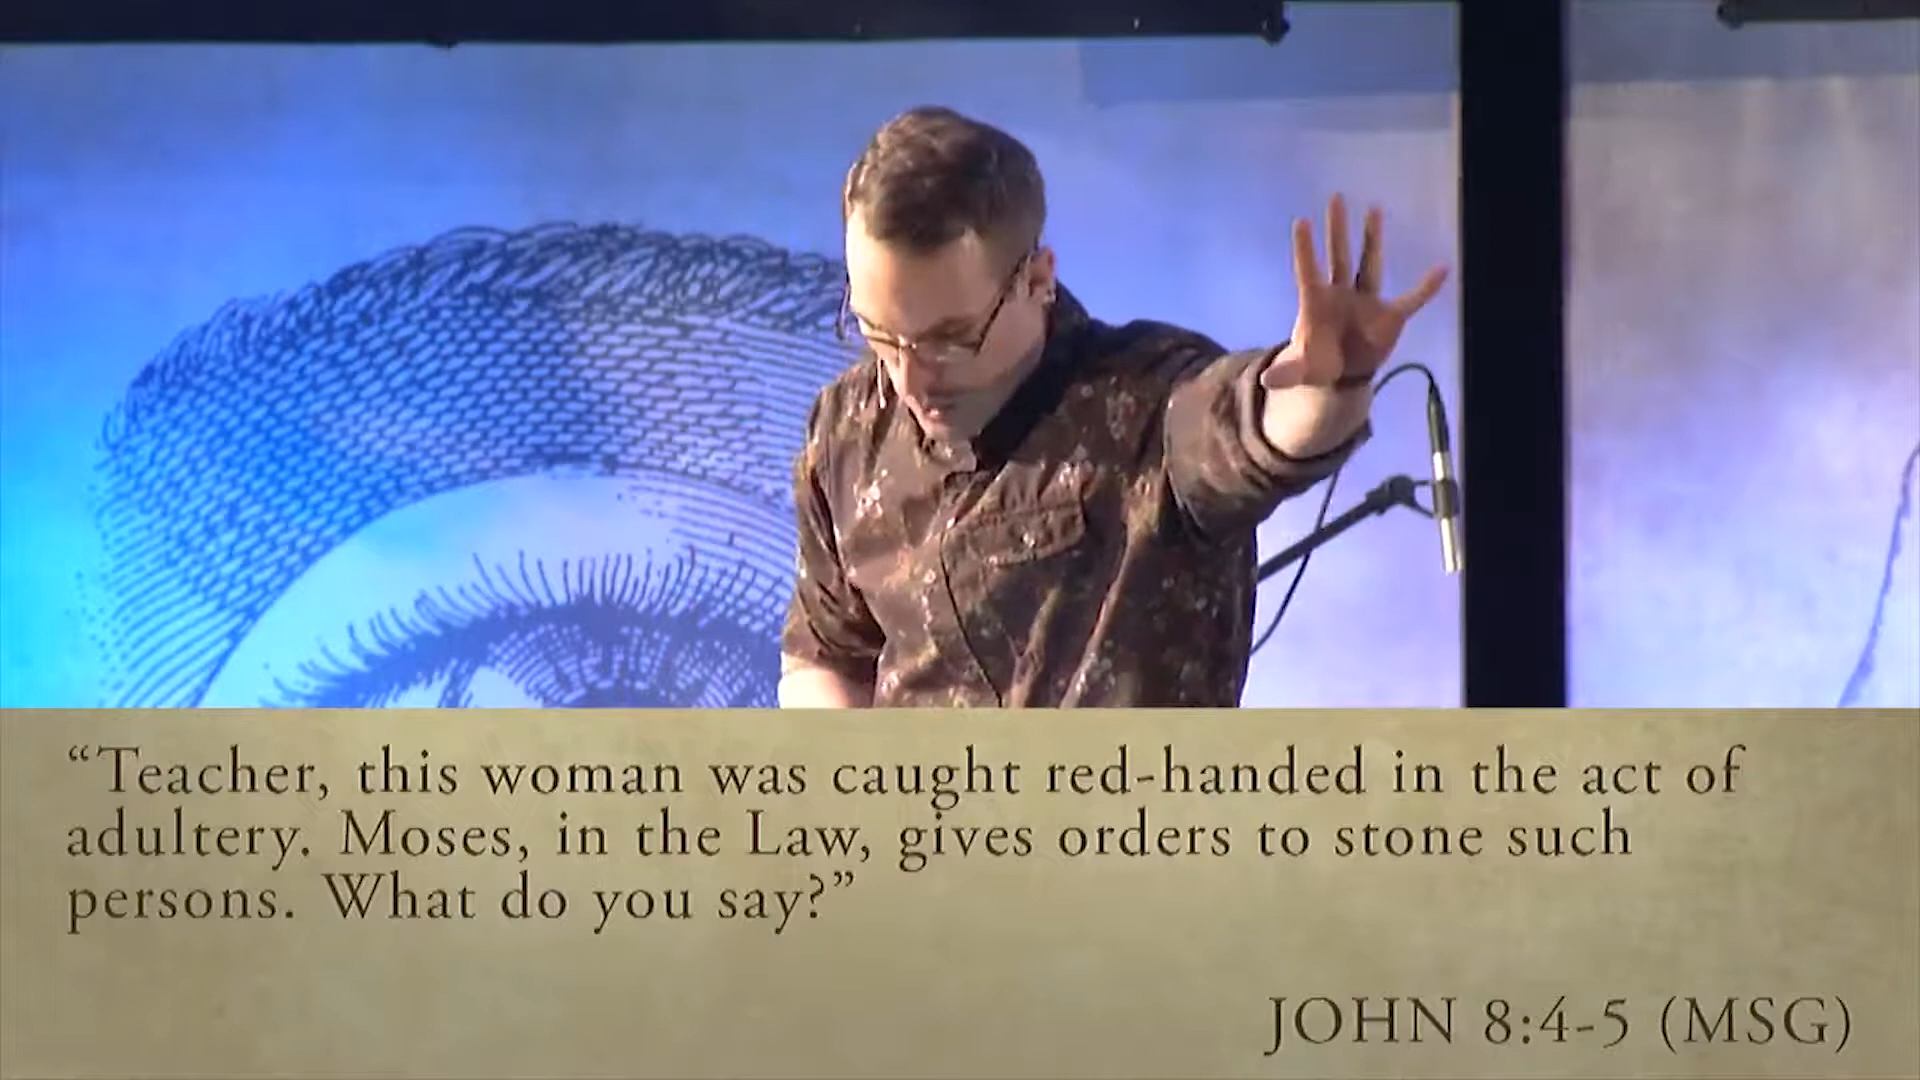 “Teacher, this woman was caught red-handed in the act of
adultery. Moses, in the Law, gives orders to stone such
persons. What do you say?”
JOHN 8:4-5 (MSG)